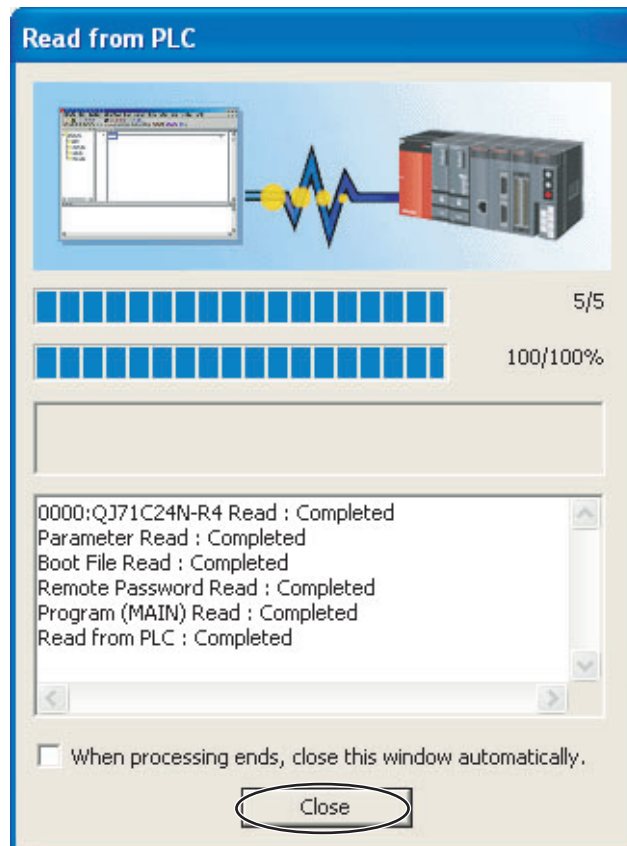 Read from PLC
5/5
100/100%
0000:QJ71C24N-R4 Read : Completed
Parameter Read : Completed
Boot File Read : Completed
Remote Password Read : Completed
Program (MAIN) Read : Completed
Read from PLC : Completed
When processing ends, close this window automatically.
Close